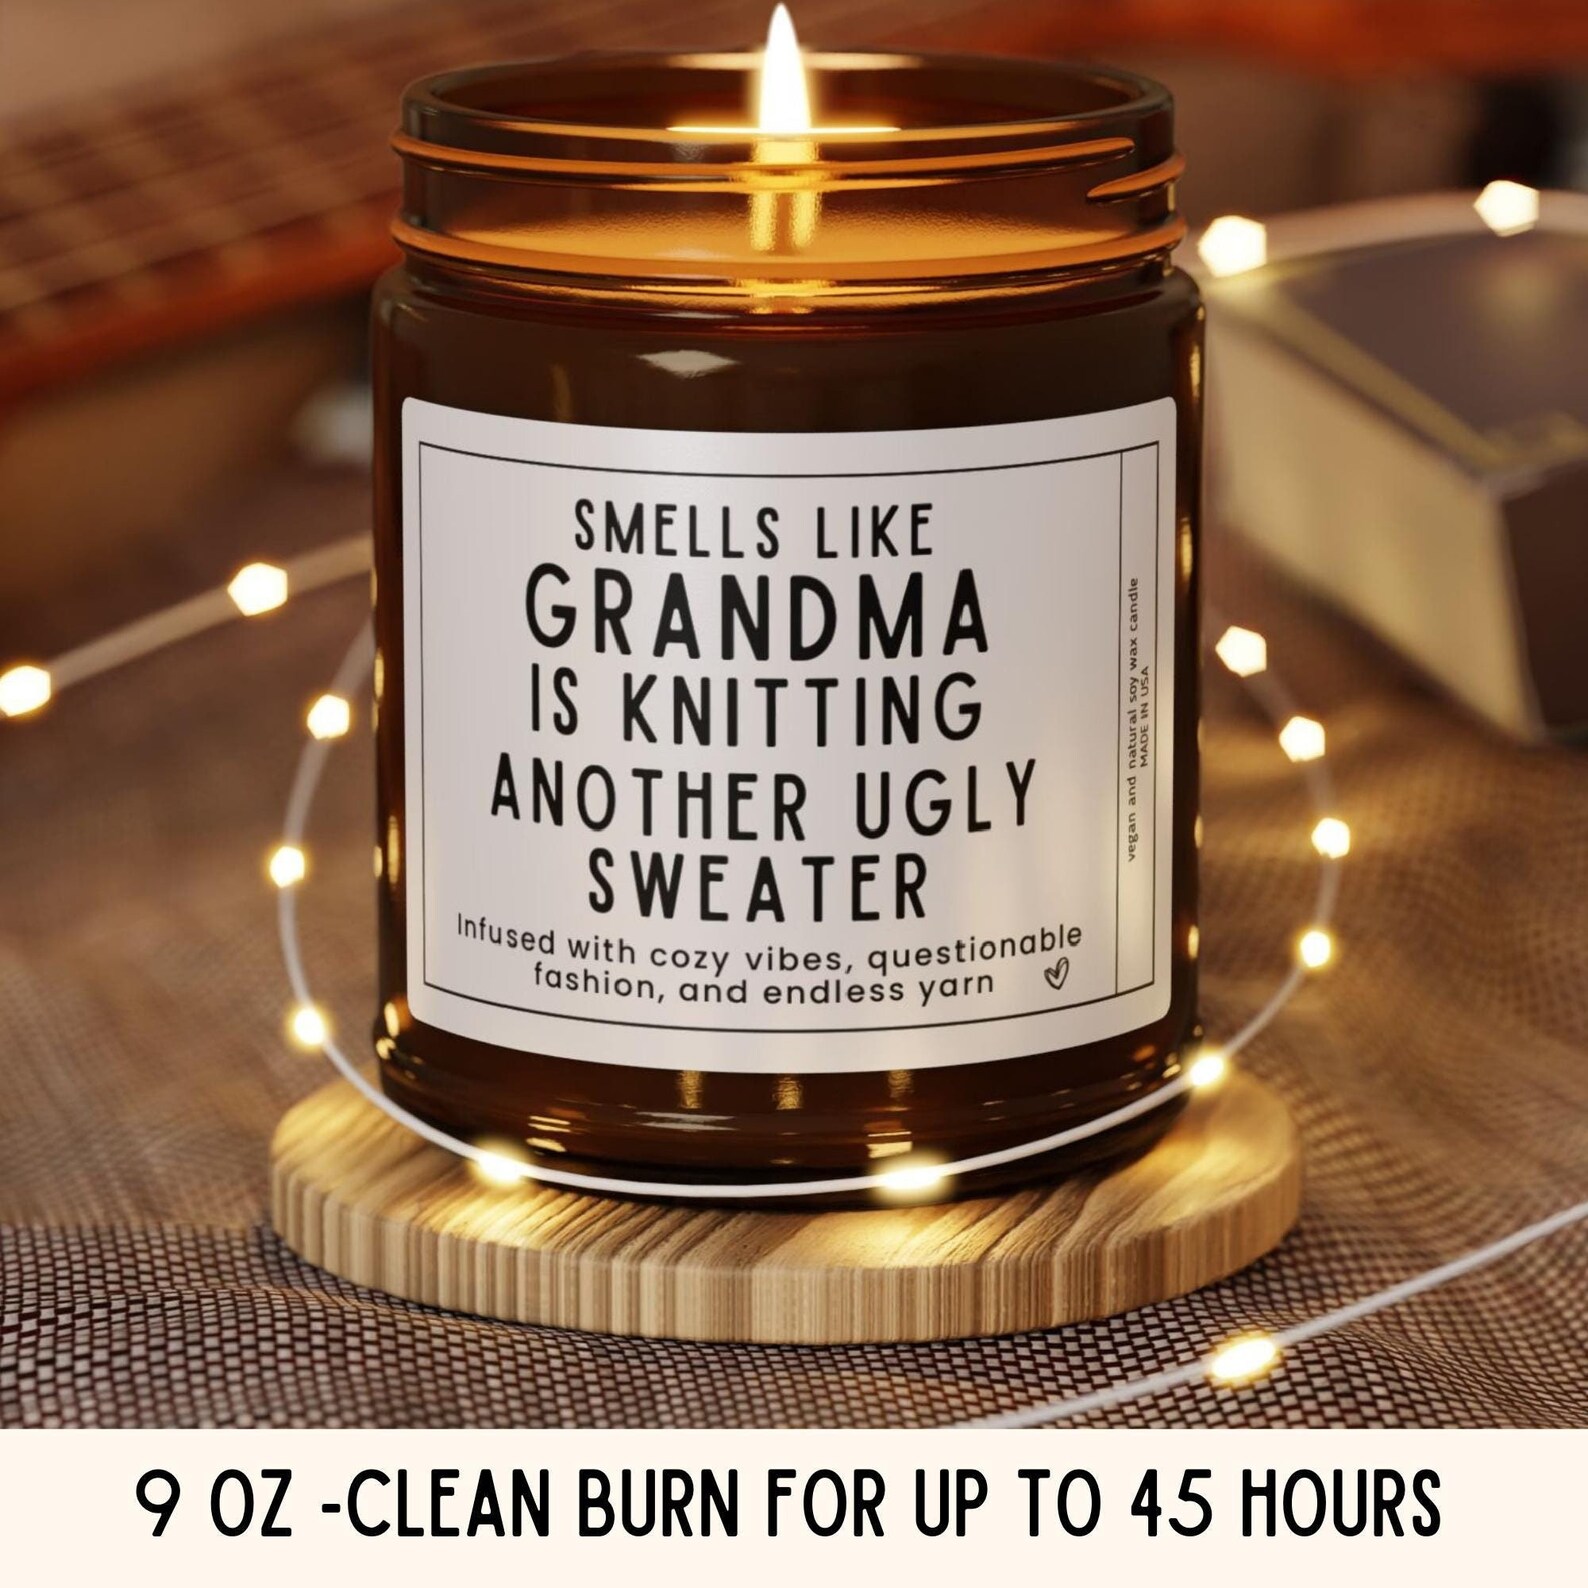 SMELLS LIKE
GRANDMA
IS KNITTING
ANOTHER UGLY
SWEATER
Infused with cozy vibes, questionable
fashion, and endless yarn
vegan and natural soy wax candle
MADE IN USA
9 OZ -CLEAN BURN FOR UP TO 45 HOURS